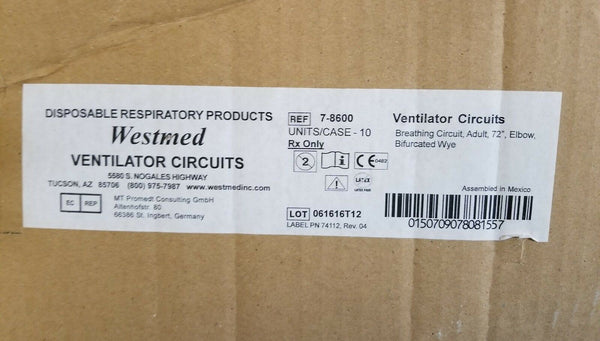 DISPOSABLE RESPIRATORY PRODUCTS
Westmed
VENTILATOR CIRCUITS
5580 S. NOGALES HIGHWAY
TUCSON, AZ 85706 (800) 975-7987 www.westmedinc.com
EC REP
MT Promedt Consulting GmbH
Altenhofstr. 80
66386 St. Ingbert, Germany
REF 7-8600
UNITS/CASE - 10
Rx Only
2
CE 0482
LATEX
LATEX FREE
LOT 061616T12
LABEL PN 74112, Rev. 04
Ventilator Circuits
Breathing Circuit, Adult, 72", Elbow,
Bifurcated Wye
Assembled in Mexico
0150709078081557